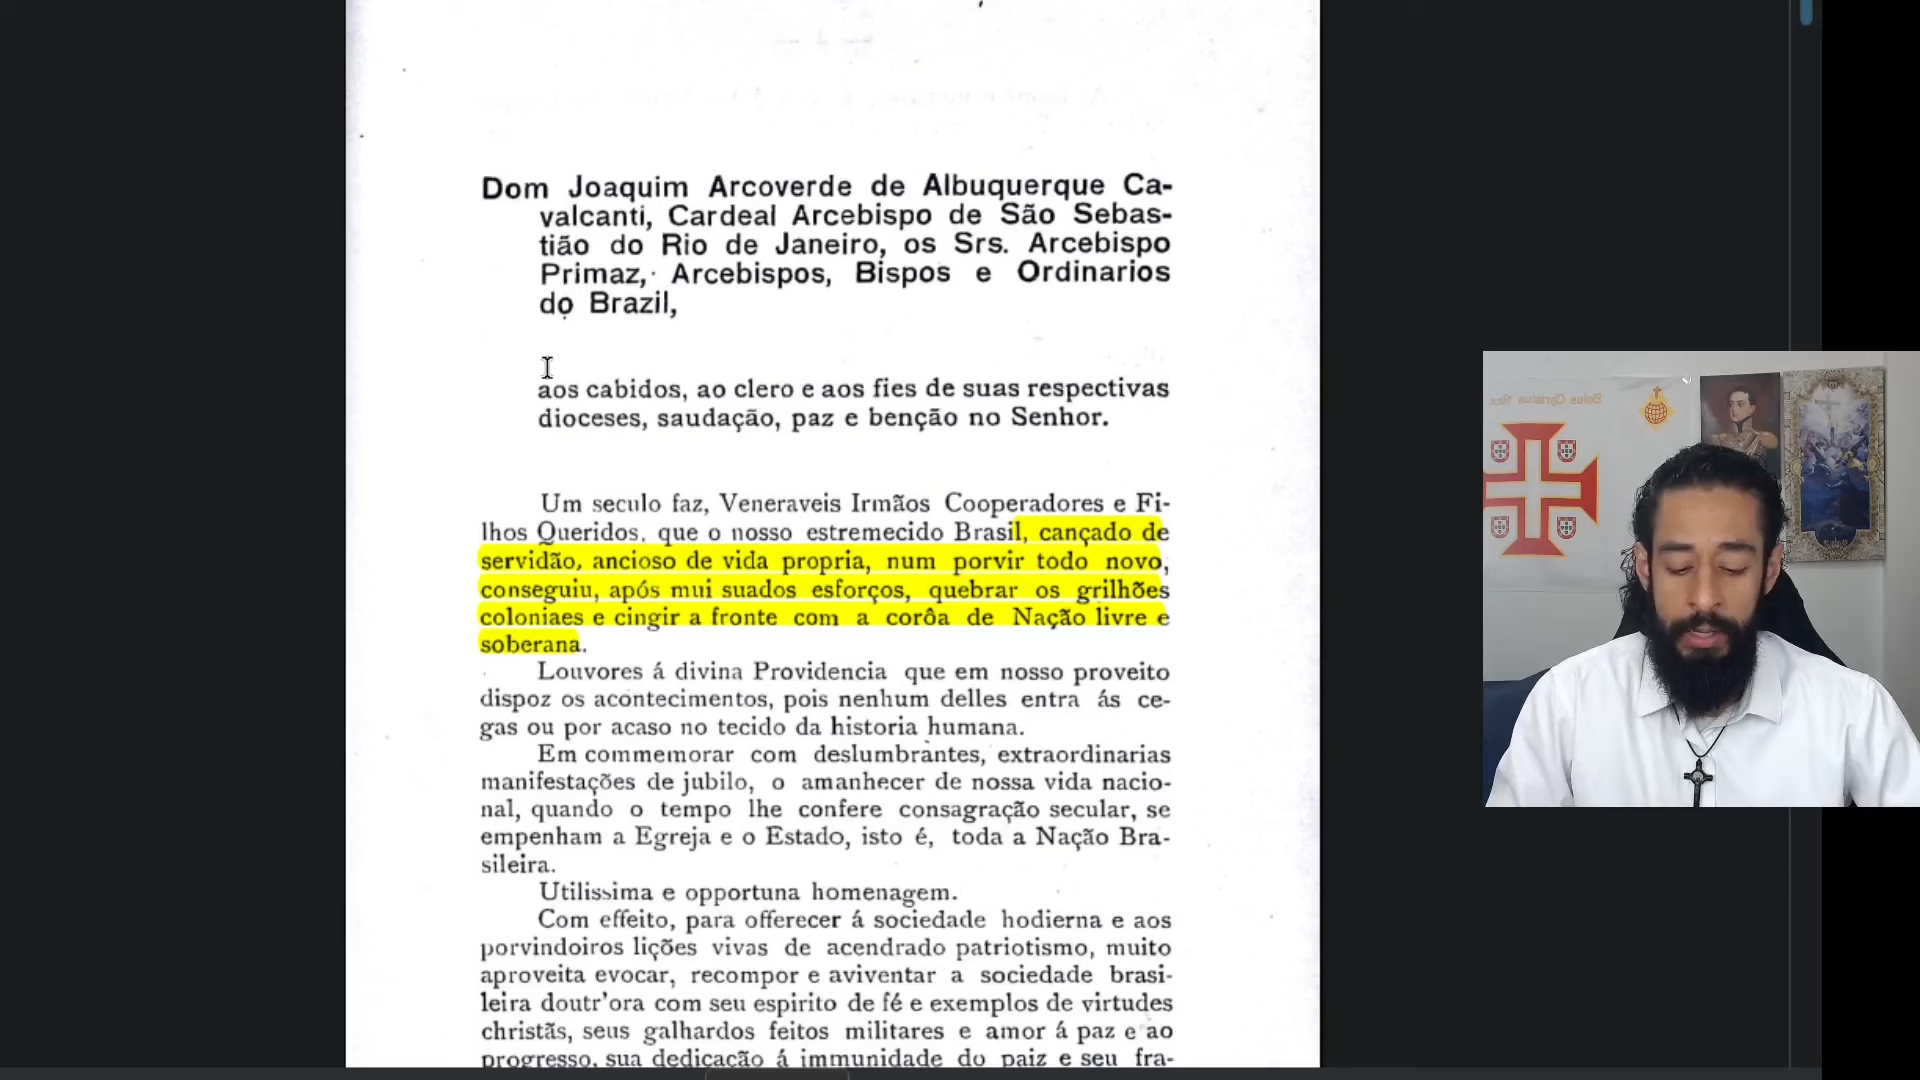 Dom Joaquim Arcoverde de Albuquerque Ca-
valcanti, Cardeal Arcebispo de São Sebas-
tião do Rio de Janeiro, os Srs. Arcebispo
Primaz, Arcebispos, Bispos e Ordinarios
do Brazil,
aos cabidos, ao clero e aos fies de suas respectivas
dioceses, saudação, paz e benção no Senhor.
Um seculo faz, Veneraveis Irmãos Cooperadores e Fi-
lhos Queridos, que o nosso estremecido Brasil, cançado de
servidão, ancioso de vida propria, num porvir todo novo,
conseguiu, após mui suados esforços, quebrar os grilhões
coloniaes e cingir a fronte com a corôa de Nação livre e
soberana.
Louvores á divina Providencia que em nosso proveito
dispoz os acontecimentos, pois nenhum delles entra ás ce-
gas ou por acaso no tecido da historia humana.
Em commemorar com deslumbrantes, extraordinarias
manifestações de jubilo, o amanhecer de nossa vida nacio-
nal, quando o tempo lhe confere consagração secular, se
empenham a Egreja e o Estado, isto é, toda a Nação Bra-
sileira.
Utilissima e opportuna homenagem.
Com effeito, para offerecer á sociedade hodierna e aos
porvindoiros lições vivas de acendrado patriotismo, muito
aproveita evocar, recompor e aviventar a sociedade brasi-
leira doutr'ora com seu espirito de fé e exemplos de virtudes
christãs, seus galhardos feitos militares e amor á paz e ao
progresso, sua dedicação á immunidade do paiz e seu fra-